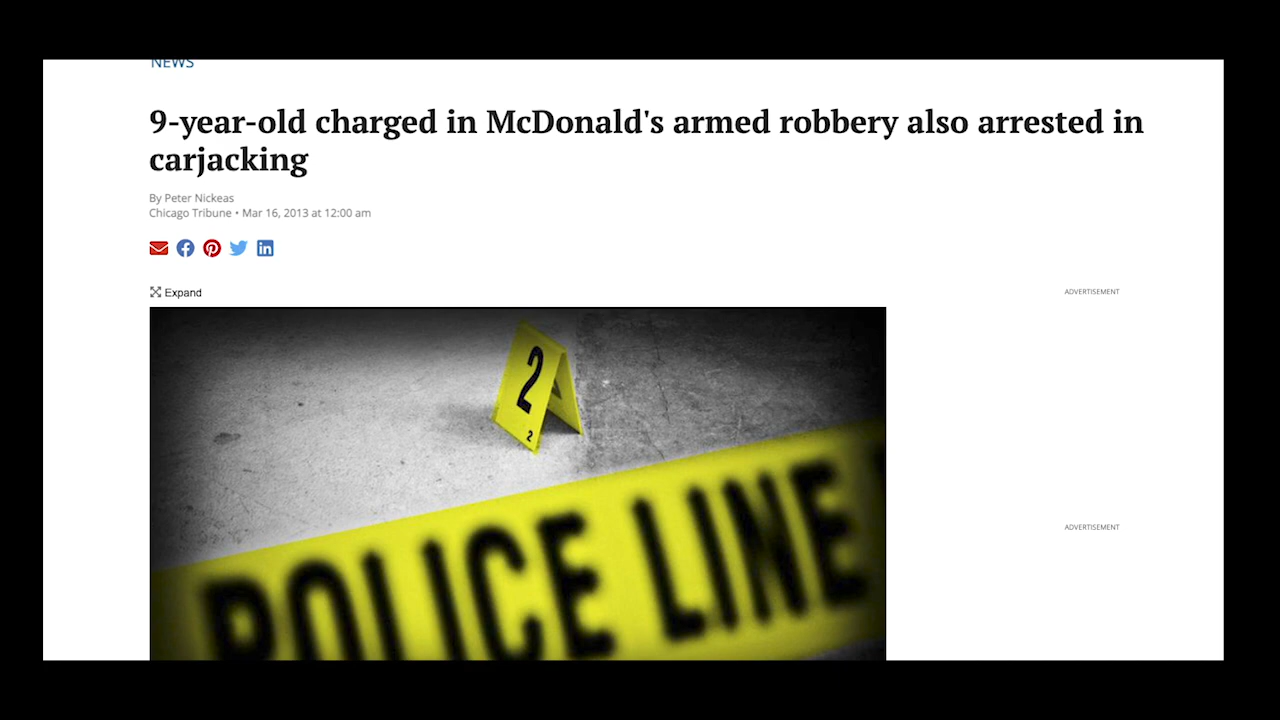 NEWS
9-year-old charged in McDonald's armed robbery also arrested in
carjacking
By Peter Nickeas
Chicago Tribune • Mar 16, 2013 at 12:00 am
Expand
ADVERTISEMENT
2
2
POLICE LINE
ADVERTISEMENT